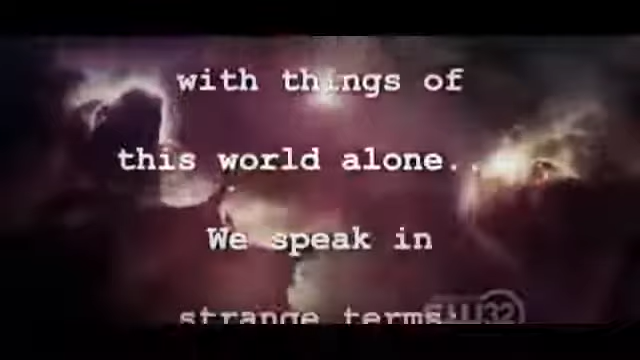 with things of
this world alone...
We speak in
strange terms: